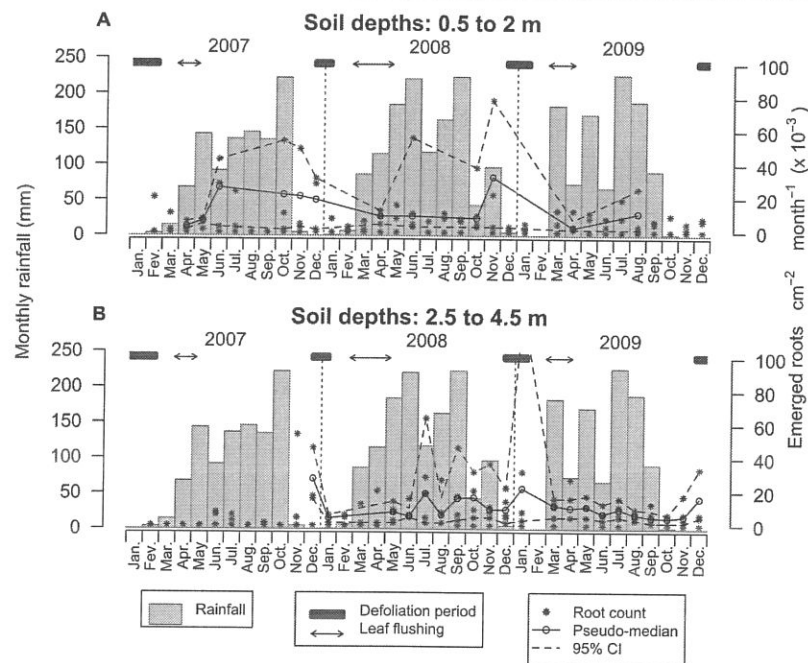 A
Soil depths: 0.5 to 2 m
2007
2008
2009
250
200
150
100
50
0
100
80
60
40
20
0
Jan.
Fev.
Mar.
Apr.
May
Jun.
Jul.
Aug.
Sep.
Oct.
Nov.
Dec.
Jan.
Fev.
Mar.
Apr.
May
Jun.
Jul.
Aug.
Sep.
Oct.
Nov.
Dec.
Jan.
Fev.
Mar.
Apr.
May
Jun.
Jul.
Aug.
Sep.
Oct.
Nov.
Dec.
Monthly rainfall (mm)
Emerged roots cm⁻² month⁻¹ (x 10⁻³)
B
Soil depths: 2.5 to 4.5 m
2007
2008
2009
250
200
150
100
50
0
100
80
60
40
20
0
Jan.
Fev.
Mar.
Apr.
May
Jun.
Jul.
Aug.
Sep.
Oct.
Nov.
Dec.
Jan.
Fev.
Mar.
Apr.
May
Jun.
Jul.
Aug.
Sep.
Oct.
Nov.
Dec.
Jan.
Fev.
Mar.
Apr.
May
Jun.
Jul.
Aug.
Sep.
Oct.
Nov.
Dec.
Rainfall
Defoliation period
Leaf flushing
Root count
Pseudo-median
95% CI